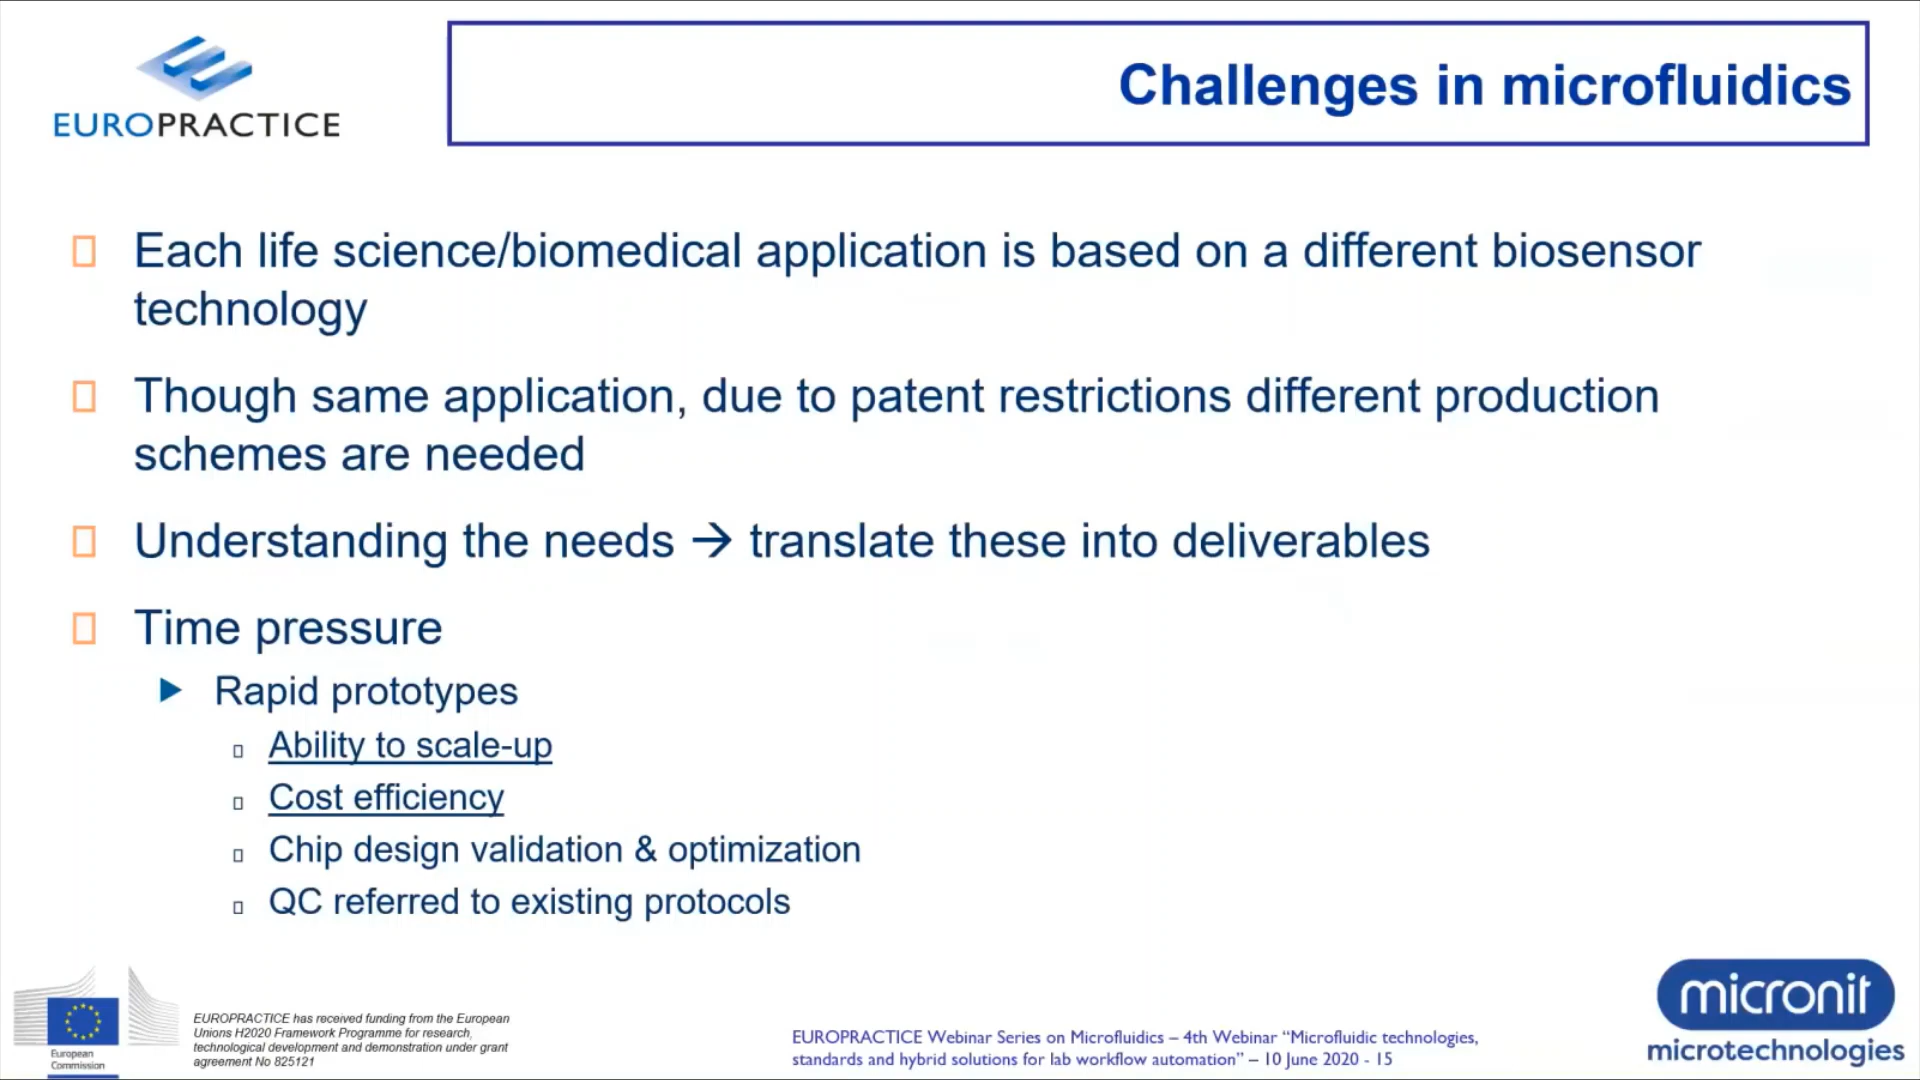 EUROPRACTICE
Challenges in microfluidics
Each life science/biomedical application is based on a different biosensor
technology
Though same application, due to patent restrictions different production
schemes are needed
Understanding the needs → translate these into deliverables
Time pressure
Rapid prototypes
Ability to scale-up
Cost efficiency
Chip design validation & optimization
QC referred to existing protocols
European
Commission
EUROPRACTICE has received funding from the European
Unions H2020 Framework Programme for research,
technological development and demonstration under grant
agreement No 825121
EUROPRACTICE Webinar Series on Microfluidics – 4th Webinar “Microfluidic technologies,
standards and hybrid solutions for lab workflow automation” – 10 June 2020 - 15
micronit
microtechnologies